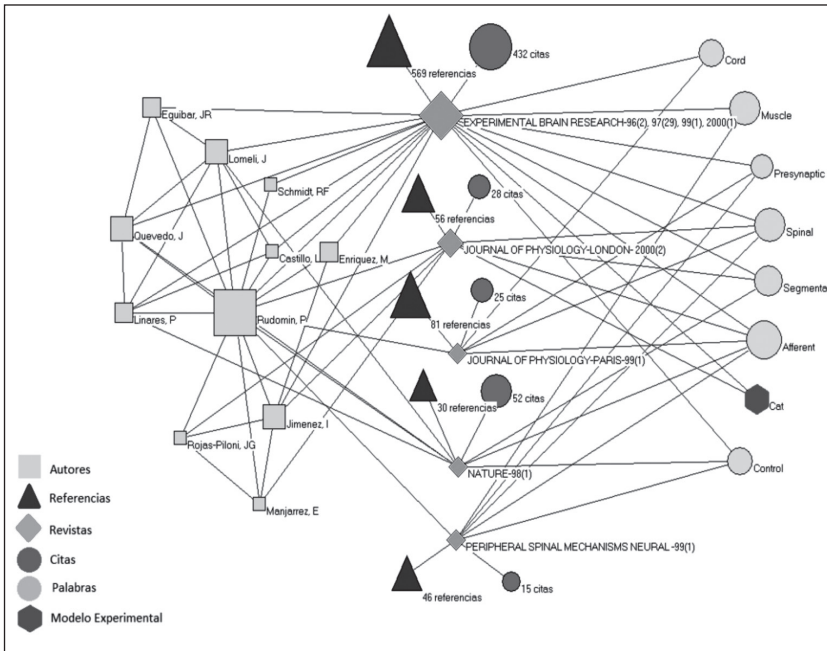 432 citas
569 referencias
Cord
Eguibar, JR
EXPERIMENTAL BRAIN RESEARCH-96(2), 97(29), 99(1), 2000(1)
Muscle
Lomeli, J
Presynaptic
Schmidt, RF
28 citas
56 referencias
Spinal
Quevedo, J
JOURNAL OF PHYSIOLOGY-LONDON- 2000(2)
Castillo, L
Enriquez, M
Segmental
25 citas
Linares, P
Rudomin, P
81 referencias
Afferent
JOURNAL OF PHYSIOLOGY-PARIS-99(1)
52 citas
30 referencias
Cat
Jimenez, I
Rojas-Piloni, JG
Control
NATURE-98(1)
Manjarrez, E
PERIPHERAL SPINAL MECHANISMS NEURAL -99(1)
15 citas
46 referencias
Autores
Referencias
Revistas
Citas
Palabras
Modelo Experimental